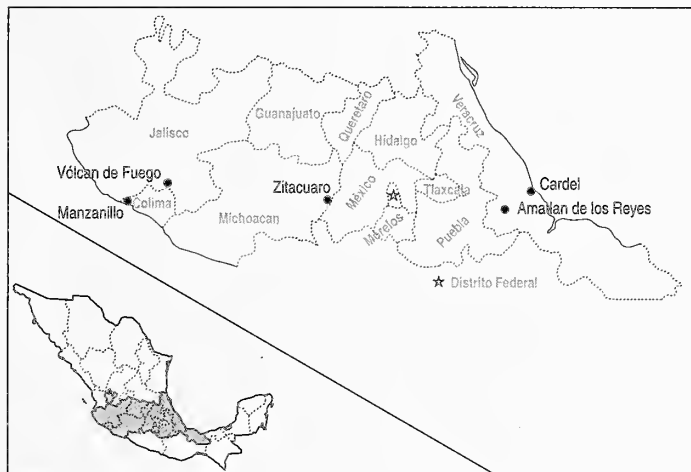 Jalisco
Guanajuato
Queretaro
Hidalgo
Veracruz
Vólcan de Fuego
Manzanillo
Colima
Michoacan
Zitacuaro
México
Morelos
Tlaxcala
Puebla
Cardel
Amatlan de los Reyes
Distrito Federal